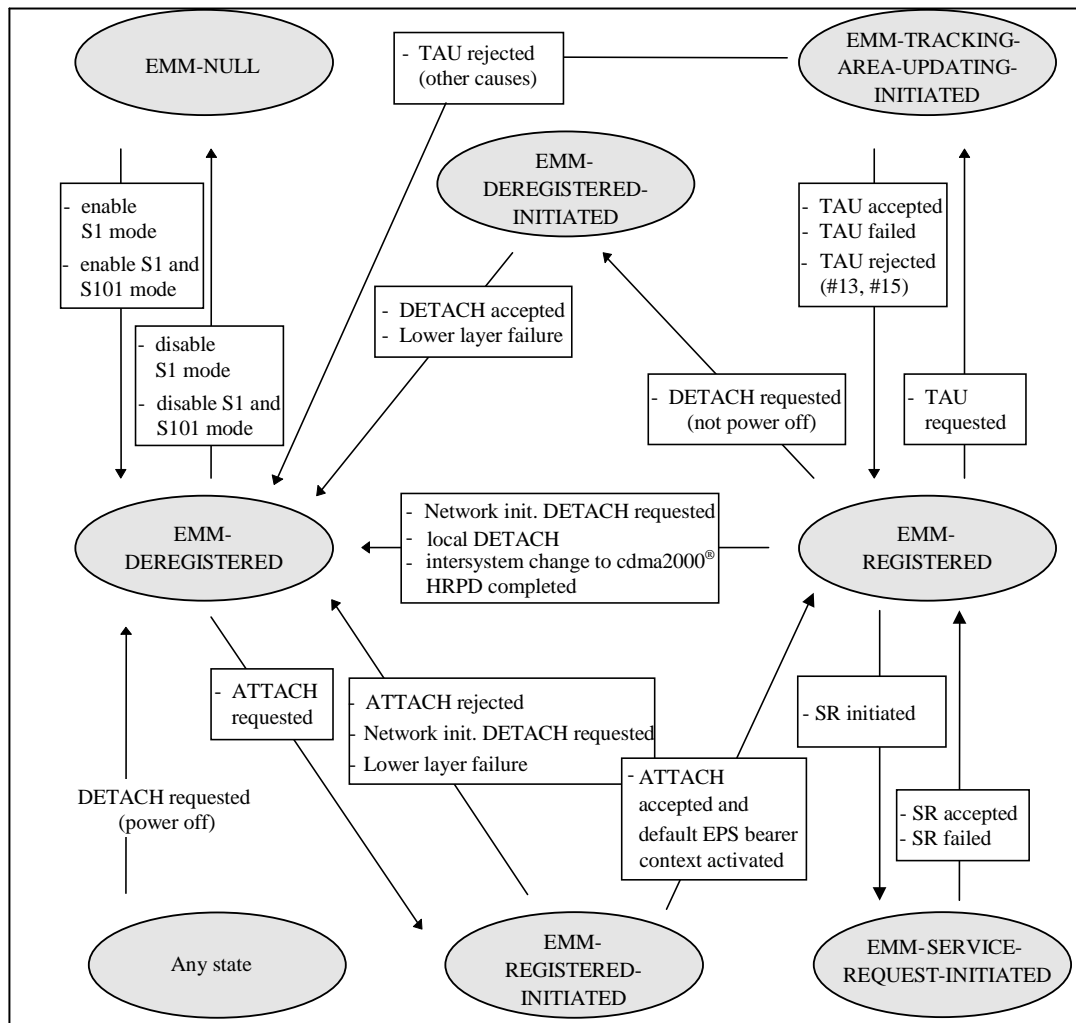 EMM-NULL
- TAU rejected
(other causes)
EMM-TRACKING-
AREA-UPDATING-
INITIATED
EMM-
DEREGISTERED-
INITIATED
- enable
S1 mode
- enable S1 and
S101 mode
- TAU accepted
- TAU failed
- TAU rejected
(#13, #15)
- DETACH accepted
- Lower layer failure
- disable
S1 mode
- disable S1 and
S101 mode
- DETACH requested
(not power off)
- TAU
requested
EMM-
DEREGISTERED
- Network init. DETACH requested
- local DETACH
- intersystem change to cdma2000®
HRPD completed
EMM-
REGISTERED
- ATTACH
requested
- ATTACH rejected
- Network init. DETACH requested
- Lower layer failure
- SR initiated
DETACH requested
(power off)
- ATTACH
accepted and
default EPS bearer
context activated
- SR accepted
- SR failed
Any state
EMM-
REGISTERED-
INITIATED
EMM-SERVICE-
REQUEST-INITIATED